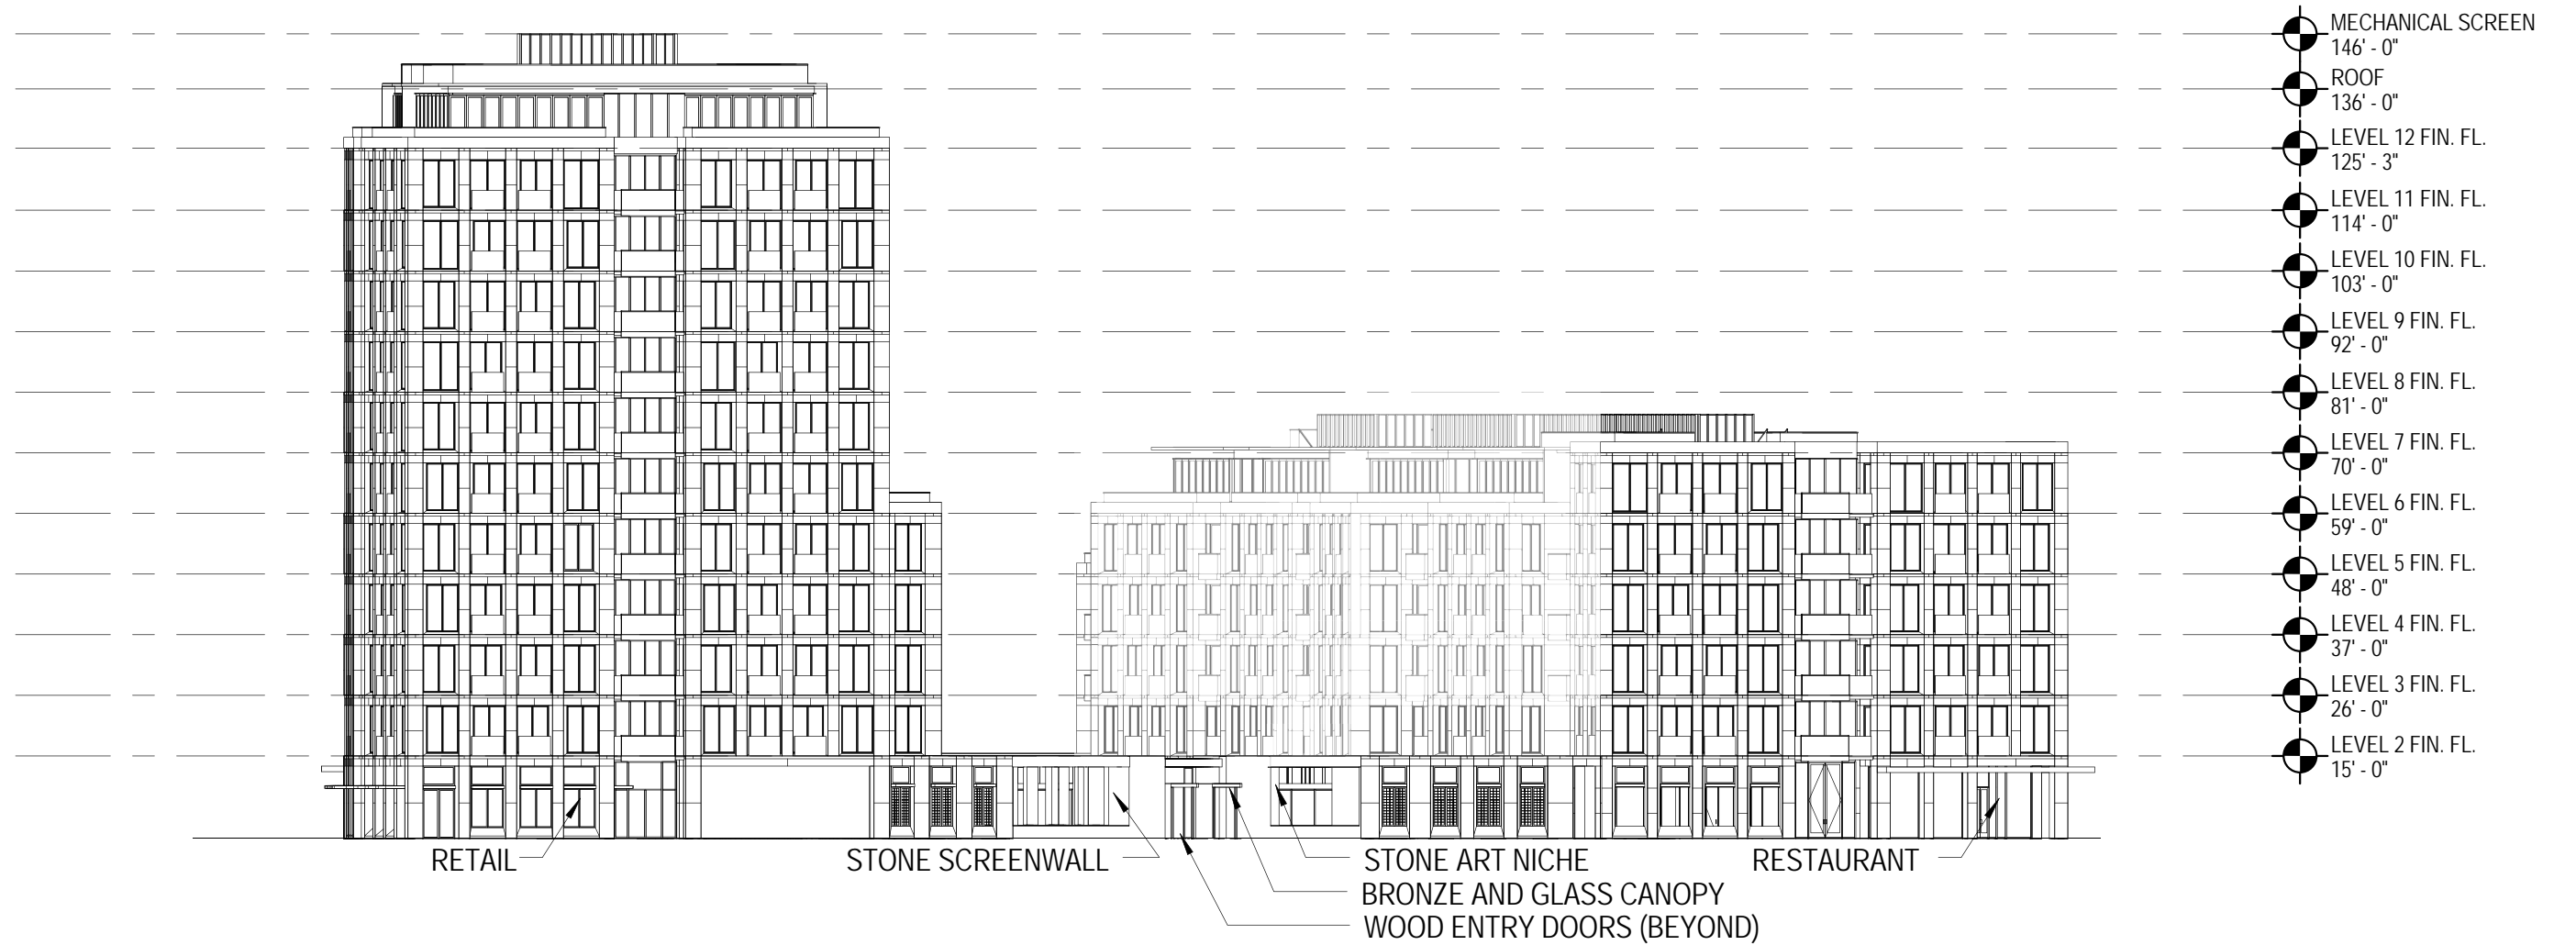 MECHANICAL SCREEN
146' - 0"
ROOF
136' - 0"
LEVEL 12 FIN. FL.
125' - 3"
LEVEL 11 FIN. FL.
114' - 0"
LEVEL 10 FIN. FL.
103' - 0"
LEVEL 9 FIN. FL.
92' - 0"
LEVEL 8 FIN. FL.
81' - 0"
LEVEL 7 FIN. FL.
70' - 0"
LEVEL 6 FIN. FL.
59' - 0"
LEVEL 5 FIN. FL.
48' - 0"
LEVEL 4 FIN. FL.
37' - 0"
LEVEL 3 FIN. FL.
26' - 0"
LEVEL 2 FIN. FL.
15' - 0"
RETAIL
STONE SCREENWALL
STONE ART NICHE
RESTAURANT
BRONZE AND GLASS CANOPY
WOOD ENTRY DOORS (BEYOND)